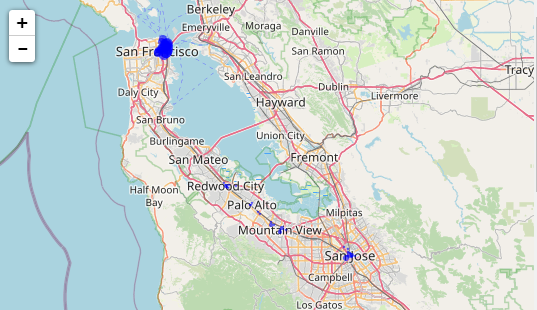 +
−
Berkeley
Emeryville
Moraga
Danville
San Francisco
San Ramon
San Leandro
Dublin
Tracy
Daly City
Hayward
Livermore
San Bruno
Union City
Burlingame
San Mateo
Fremont
Half Moon
Bay
Redwood City
Palo Alto
Milpitas
Mountain View
San Jose
Campbell
Los Gatos